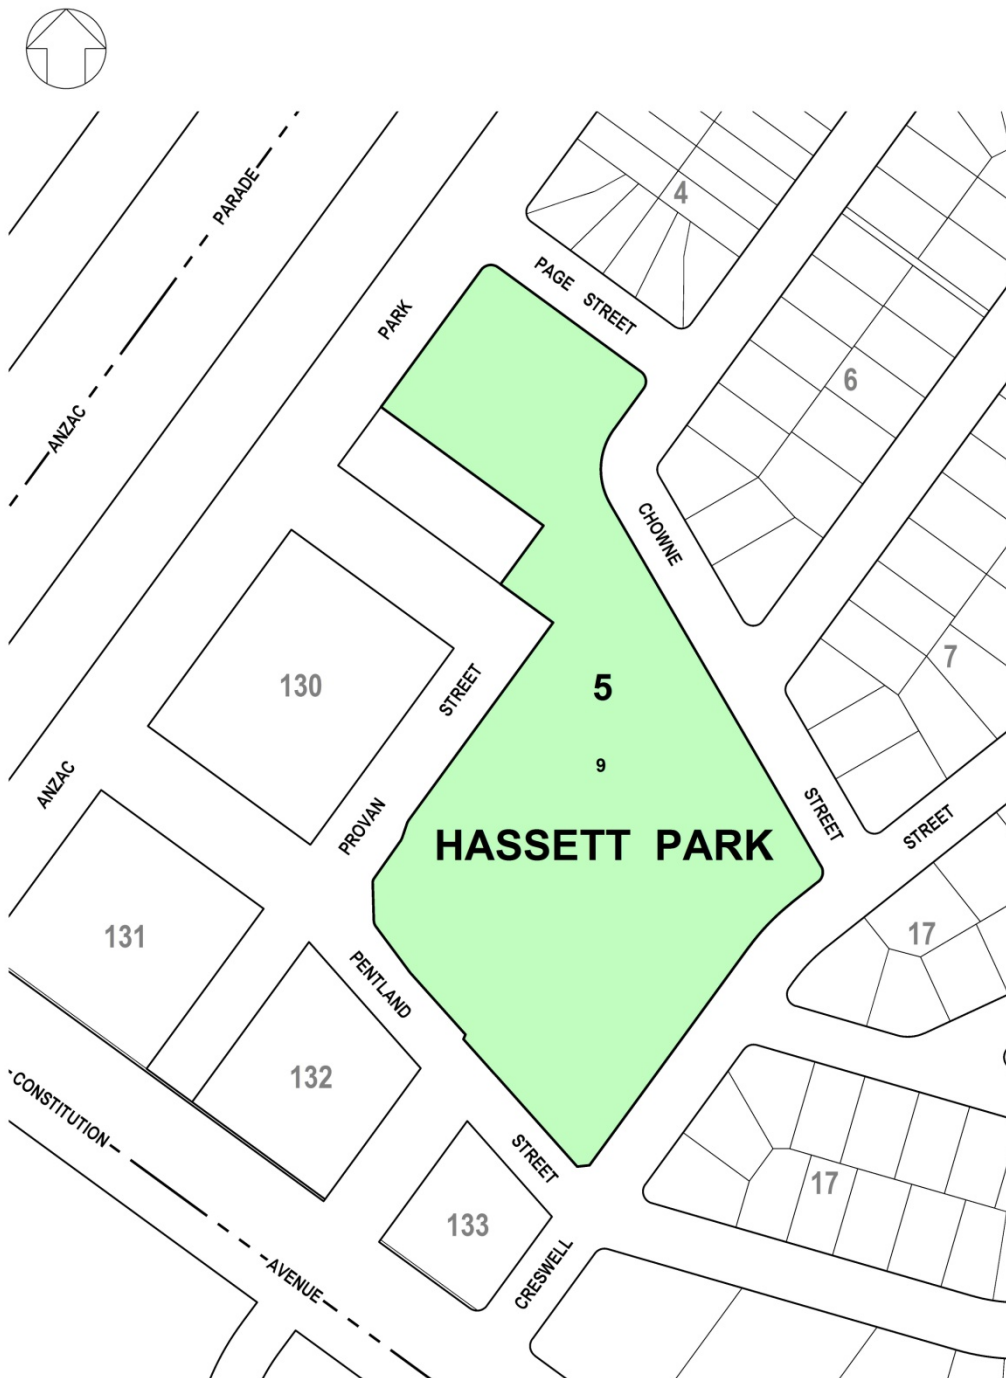 PARADE
4
PAGE STREET
PARK
6
ANZAC
CHOWNE
7
130
STREET
5
9
ANZAC
STREET
STREET
PROVAN
HASSETT PARK
131
17
PENTLAND
132
CONSTITUTION
STREET
17
133
AVENUE
CRESWELL